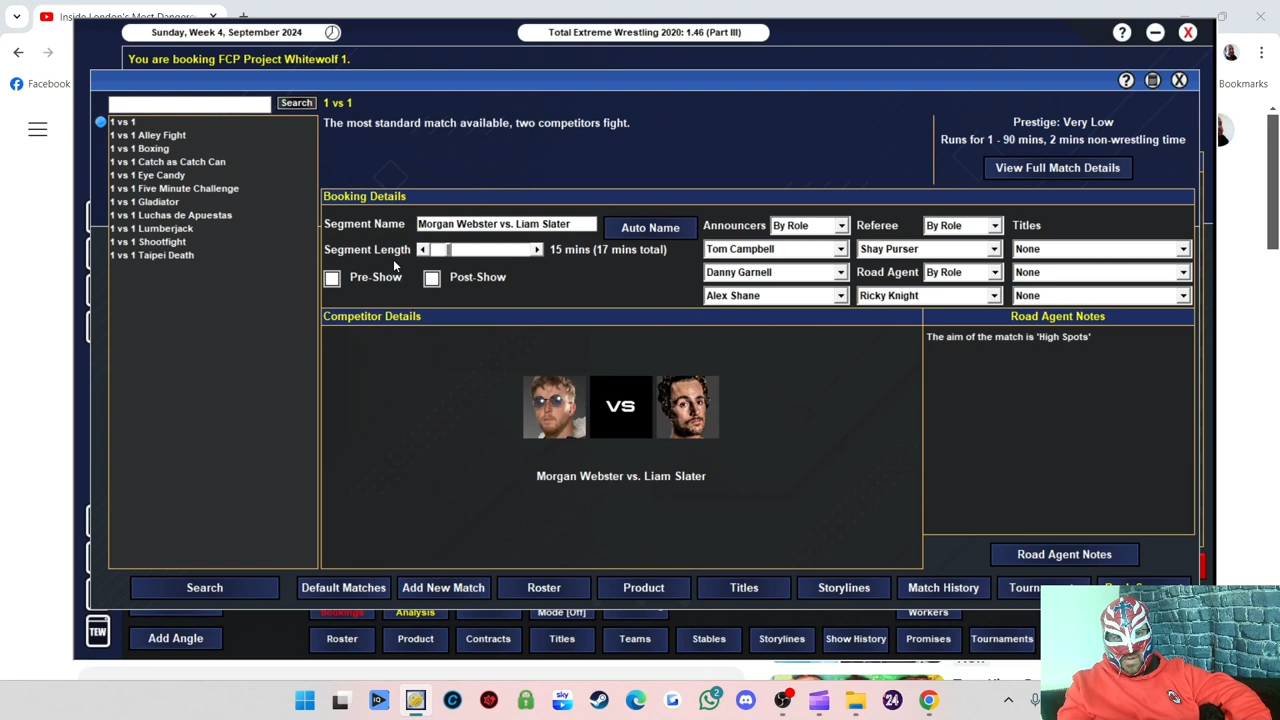 Inside London's Most Dangerous
Sunday, Week 4, September 2024
Total Extreme Wrestling 2020: 1.46 (Part III)
?
X
You are booking FCP Project Whitewolf 1.
?
X
Facebook
Bookmarks
Search
1 vs 1
1 vs 1
1 vs 1 Alley Fight
1 vs 1 Boxing
1 vs 1 Catch as Catch Can
1 vs 1 Eye Candy
1 vs 1 Five Minute Challenge
1 vs 1 Gladiator
1 vs 1 Luchas de Apuestas
1 vs 1 Lumberjack
1 vs 1 Shootfight
1 vs 1 Taipei Death
The most standard match available, two competitors fight.
Prestige: Very Low
Runs for 1 - 90 mins, 2 mins non-wrestling time
View Full Match Details
Booking Details
Segment Name
Morgan Webster vs. Liam Slater
Auto Name
Announcers
By Role
Referee
By Role
Titles
Segment Length
15 mins (17 mins total)
Tom Campbell
Shay Purser
None
Pre-Show
Post-Show
Danny Garnell
Road Agent
By Role
None
Alex Shane
Ricky Knight
None
Competitor Details
Road Agent Notes
The aim of the match is 'High Spots'
VS
Morgan Webster vs. Liam Slater
Road Agent Notes
Search
Default Matches
Add New Match
Roster
Product
Titles
Storylines
Match History
Bookings
Analysis
Mode [Off]
Workers
TEW
Add Angle
Roster
Product
Contracts
Titles
Teams
Stables
Storylines
Show History
Promises
Tournaments
sky
2
24